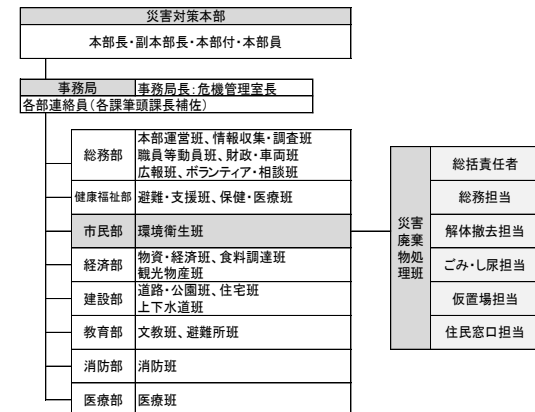 災害対策本部
本部長・副本部長・本部付・本部員
事務局 事務局長:危機管理室長
各部連絡員(各課筆頭課長補佐)
総務部
本部運営班、情報収集・調査班
職員等動員班、財政・車両班
広報班、ボランティア・相談班
健康福祉部 避難・支援班、保健・医療班
市民部 環境衛生班
経済部
物資・経済班、食料調達班
観光物産班
建設部
道路・公園班、住宅班
上下水道班
教育部 文教班、避難所班
消防部 消防班
医療部 医療班
災害
廃棄
物処
理班
総括責任者
総務担当
解体撤去担当
ごみ・し尿担当
仮置場担当
住民窓口担当